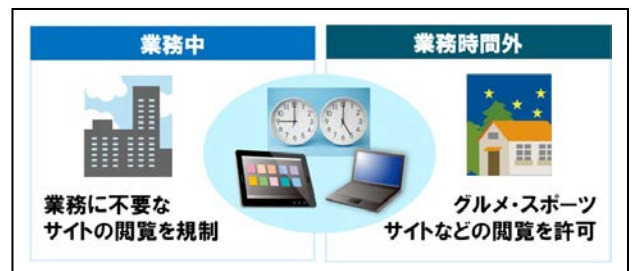 業務中
業務時間外
業務に不要な
サイトの閲覧を規制
グルメ・スポーツ
サイトなどの閲覧を許可